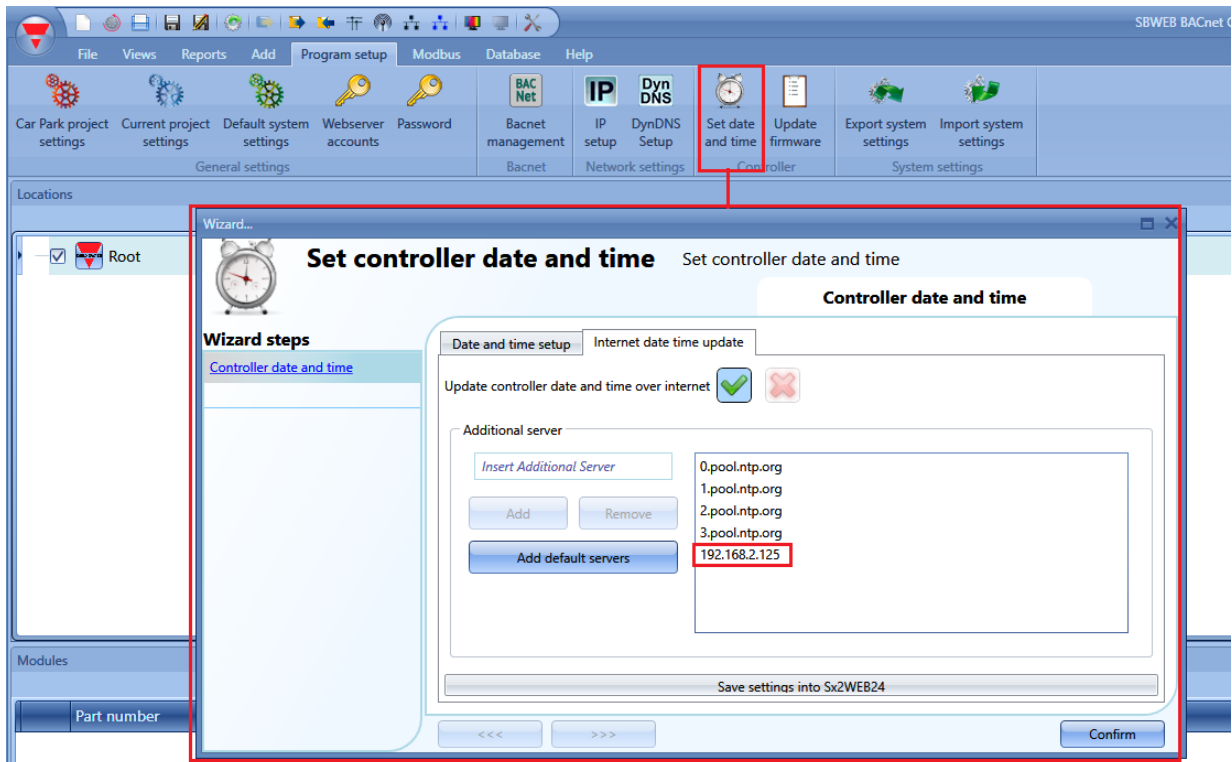 SBWEB BACnet
File Views Reports Add Program setup Modbus Database Help
BAC Net IP Dyn DNS
Car Park project settings Current project settings Default system settings Webserver accounts Password Bacnet management IP setup DynDNS Setup Set date and time Update firmware Export system settings Import system settings
General settings Bacnet Network settings Controller System settings
Locations
Root
Wizard...
Set controller date and time Set controller date and time
Controller date and time
Wizard steps
Controller date and time
Date and time setup Internet date time update
Update controller date and time over internet
Additional server
Insert Additional Server
Add Remove
Add default servers
0.pool.ntp.org
1.pool.ntp.org
2.pool.ntp.org
3.pool.ntp.org
192.168.2.125
Save settings into Sx2WEB24
<<< >>> Confirm
Modules
Part number